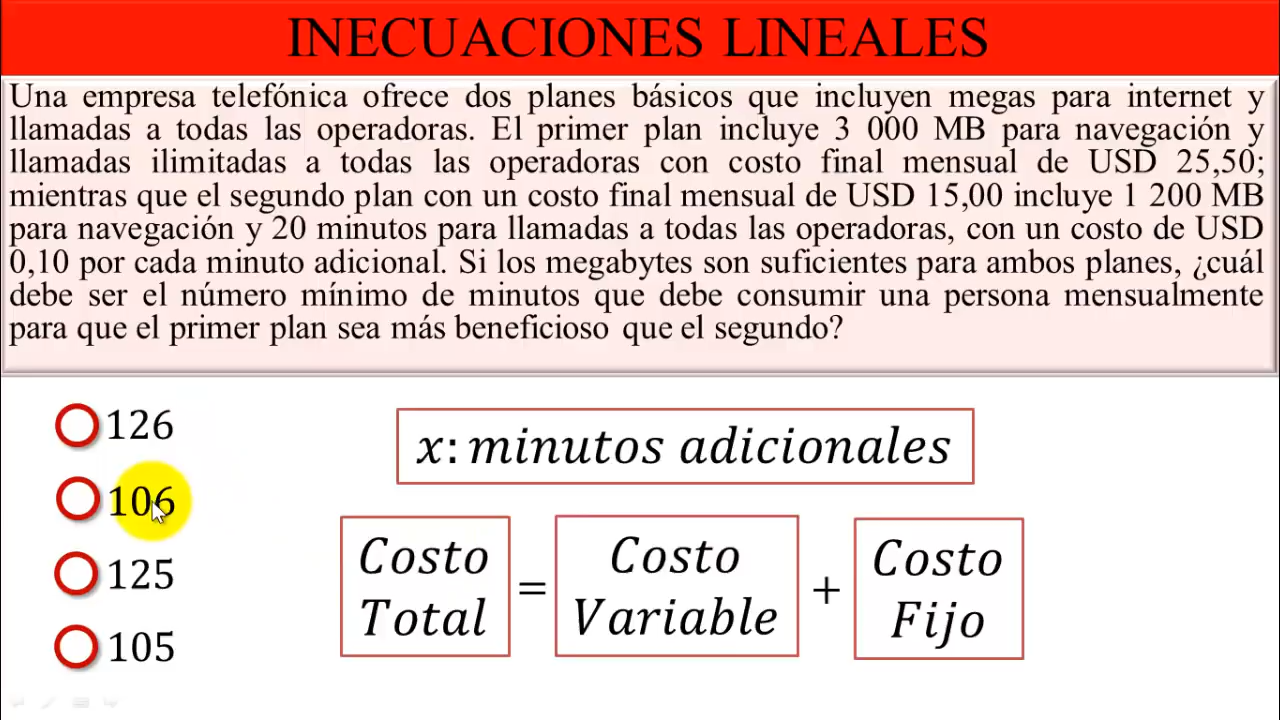 INECUACIONES LINEALES
Una empresa telefónica ofrece dos planes básicos que incluyen megas para internet y
llamadas a todas las operadoras. El primer plan incluye 3 000 MB para navegación y
llamadas ilimitadas a todas las operadoras con costo final mensual de USD 25,50;
mientras que el segundo plan con un costo final mensual de USD 15,00 incluye 1 200 MB
para navegación y 20 minutos para llamadas a todas las operadoras, con un costo de USD
0,10 por cada minuto adicional. Si los megabytes son suficientes para ambos planes, ¿cuál
debe ser el número mínimo de minutos que debe consumir una persona mensualmente
para que el primer plan sea más beneficioso que el segundo?
126
106
125
105
x: minutos adicionales
Costo
Total
=
Costo
Variable
+
Costo
Fijo